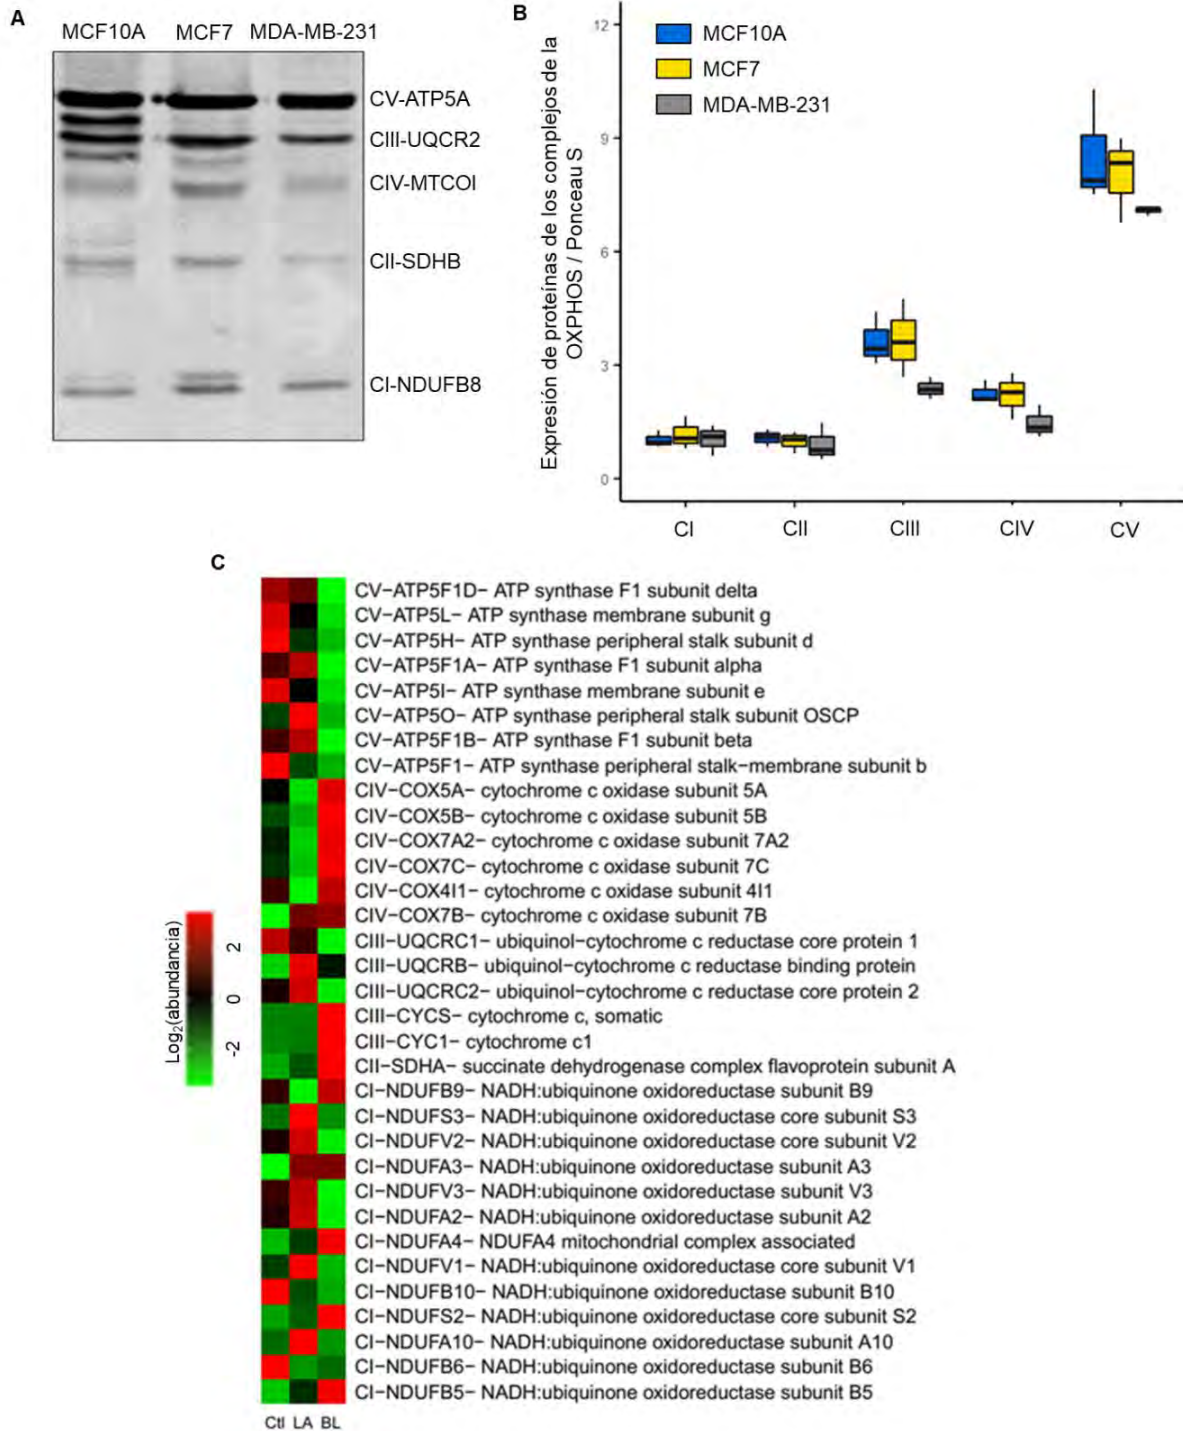 A
MCF10A MCF7 MDA-MB-231
CV-ATP5A
CIII-UQCR2
CIV-MTCOI
CII-SDHB
CI-NDUFB8
B
Expresión de proteínas de los complejos de la
OXPHOS / Ponceau S
12
9
6
3
0
MCF10A
MCF7
MDA-MB-231
CI CII CIII CIV CV
C
CV−ATP5F1D− ATP synthase F1 subunit delta
CV−ATP5L− ATP synthase membrane subunit g
CV−ATP5H− ATP synthase peripheral stalk subunit d
CV−ATP5F1A− ATP synthase F1 subunit alpha
CV−ATP5I− ATP synthase membrane subunit e
CV−ATP5O− ATP synthase peripheral stalk subunit OSCP
CV−ATP5F1B− ATP synthase F1 subunit beta
CV−ATP5F1− ATP synthase peripheral stalk−membrane subunit b
CIV−COX5A− cytochrome c oxidase subunit 5A
CIV−COX5B− cytochrome c oxidase subunit 5B
CIV−COX7A2− cytochrome c oxidase subunit 7A2
CIV−COX7C− cytochrome c oxidase subunit 7C
CIV−COX4I1− cytochrome c oxidase subunit 4I1
CIV−COX7B− cytochrome c oxidase subunit 7B
CIII−UQCRC1− ubiquinol−cytochrome c reductase core protein 1
CIII−UQCRB− ubiquinol−cytochrome c reductase binding protein
CIII−UQCRC2− ubiquinol−cytochrome c reductase core protein 2
CIII−CYCS− cytochrome c, somatic
CIII−CYC1− cytochrome c1
CII−SDHA− succinate dehydrogenase complex flavoprotein subunit A
CI−NDUFB9− NADH:ubiquinone oxidoreductase subunit B9
CI−NDUFS3− NADH:ubiquinone oxidoreductase core subunit S3
CI−NDUFV2− NADH:ubiquinone oxidoreductase core subunit V2
CI−NDUFA3− NADH:ubiquinone oxidoreductase subunit A3
CI−NDUFV3− NADH:ubiquinone oxidoreductase subunit V3
CI−NDUFA2− NADH:ubiquinone oxidoreductase subunit A2
CI−NDUFA4− NDUFA4 mitochondrial complex associated
CI−NDUFV1− NADH:ubiquinone oxidoreductase core subunit V1
CI−NDUFB10− NADH:ubiquinone oxidoreductase subunit B10
CI−NDUFS2− NADH:ubiquinone oxidoreductase core subunit S2
CI−NDUFA10− NADH:ubiquinone oxidoreductase subunit A10
CI−NDUFB6− NADH:ubiquinone oxidoreductase subunit B6
CI−NDUFB5− NADH:ubiquinone oxidoreductase subunit B5
Log₂(abundancia)
2
0
-2
Ctl LA BL